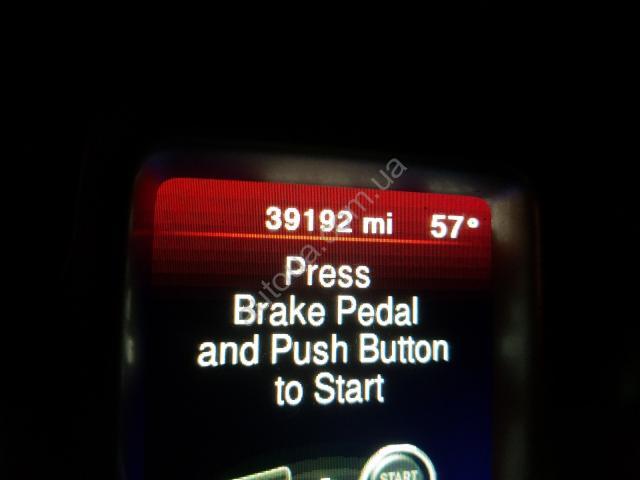 39192 mi 57°
Press
Brake Pedal
and Push Button
to Start
START